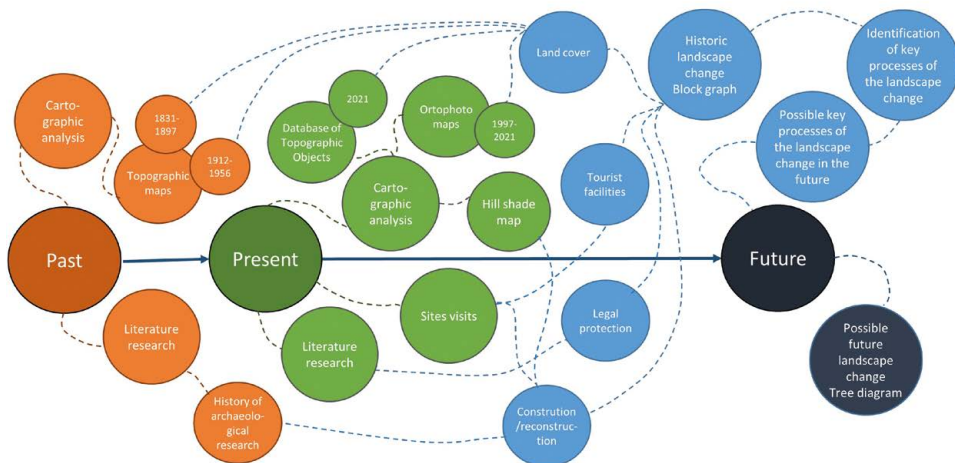 Carto-
graphic
analysis
1831-
1897
Topographic
maps
1912-
1956
Past
Literature
research
History of
archaeolo-
gical
research
2021
Database of
Topographic
Objects
Ortophoto
maps
1997-
2021
Carto-
graphic
analysis
Hill shade
map
Present
Literature
research
Sites visits
Land cover
Tourist
facilities
Legal
protection
Constrution
/reconstruc-
tion
Historic
landscape
change
Block graph
Identification
of key
processes of
the landscape
change
Possible key
processes of
the landscape
change in the
future
Future
Possible
future
landscape
change
Tree diagram